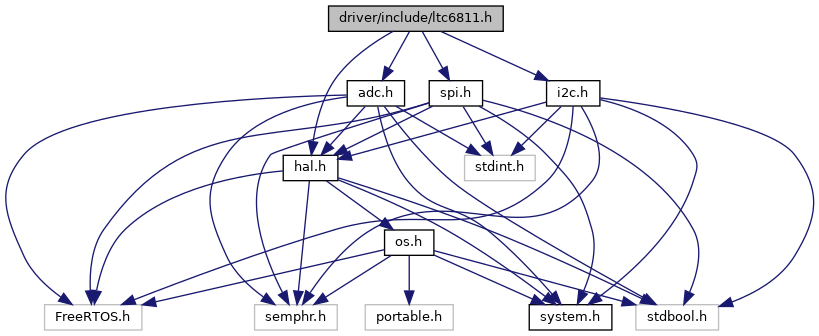 driver/include/ltc6811.h
adc.h
spi.h
i2c.h
hal.h
stdint.h
os.h
FreeRTOS.h
semphr.h
portable.h
system.h
stdbool.h